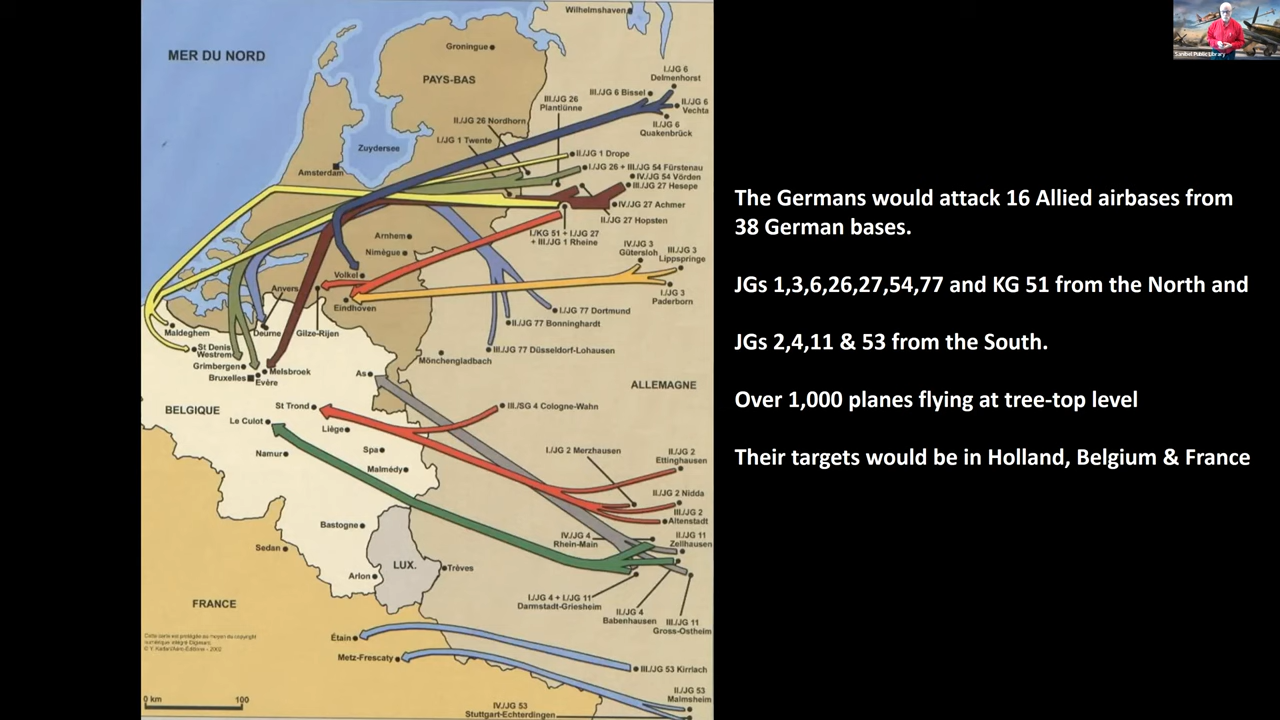 MER DU NORD
Wilhelmshaven
Groningue
PAYS-BAS
I./JG 6
Delmenhorst
III./JG 6 Bissel
II./JG 6
Vechta
III./JG 26
Plantlünne
II./JG 6
Quakenbrück
II./JG 26 Nordhorn
I./JG 1 Twente
Zuydersee
II./JG 1 Drope
Amsterdam
I./JG 26 + III./JG 54 Fürstenau
IV./JG 54 Vörden
III./JG 27 Hesepe
IV./JG 27 Achmer
II./JG 27 Hopsten
I./KG 51 + I./JG 27
+ III./JG 1 Rheine
Arnhem
Nimègue
IV./JG 3
Gütersloh
III./JG 3
Lippspringe
Volkel
Anvers
I./JG 3
Paderborn
Eindhoven
I./JG 77 Dortmund
II./JG 77 Bonninghardt
Maldeghem
Deurne
Gilze-Rijen
St Denis
Westrem
III./JG 77 Düsseldorf-Lohausen
Grimbergen
Mönchengladbach
Melsbroek
Bruxelles
Evère
As
ALLEMAGNE
BELGIQUE
St Trond
III./SG 4 Cologne-Wahn
Le Culot
Liège
Namur
Spa
I./JG 2 Merzhausen
II./JG 2
Ettinghausen
Malmédy
II./JG 2 Nidda
III./JG 2
Altenstadt
Bastogne
IV./JG 4
Rhein-Main
II./JG 11
Zellhausen
Sedan
LUX.
Trèves
Arlon
I./JG 4 + I./JG 11
Darmstadt-Griesheim
II./JG 4
Babenhausen
III./JG 11
Gross-Ostheim
FRANCE
Étain
Metz-Frescaty
III./JG 53 Kirrlach
II./JG 53
Malmsheim
IV./JG 53
Stuttgart-Echterdingen
0 km 100
The Germans would attack 16 Allied airbases from
38 German bases.
JGs 1,3,6,26,27,54,77 and KG 51 from the North and
JGs 2,4,11 & 53 from the South.
Over 1,000 planes flying at tree-top level
Their targets would be in Holland, Belgium & France
Sanibel Public Library